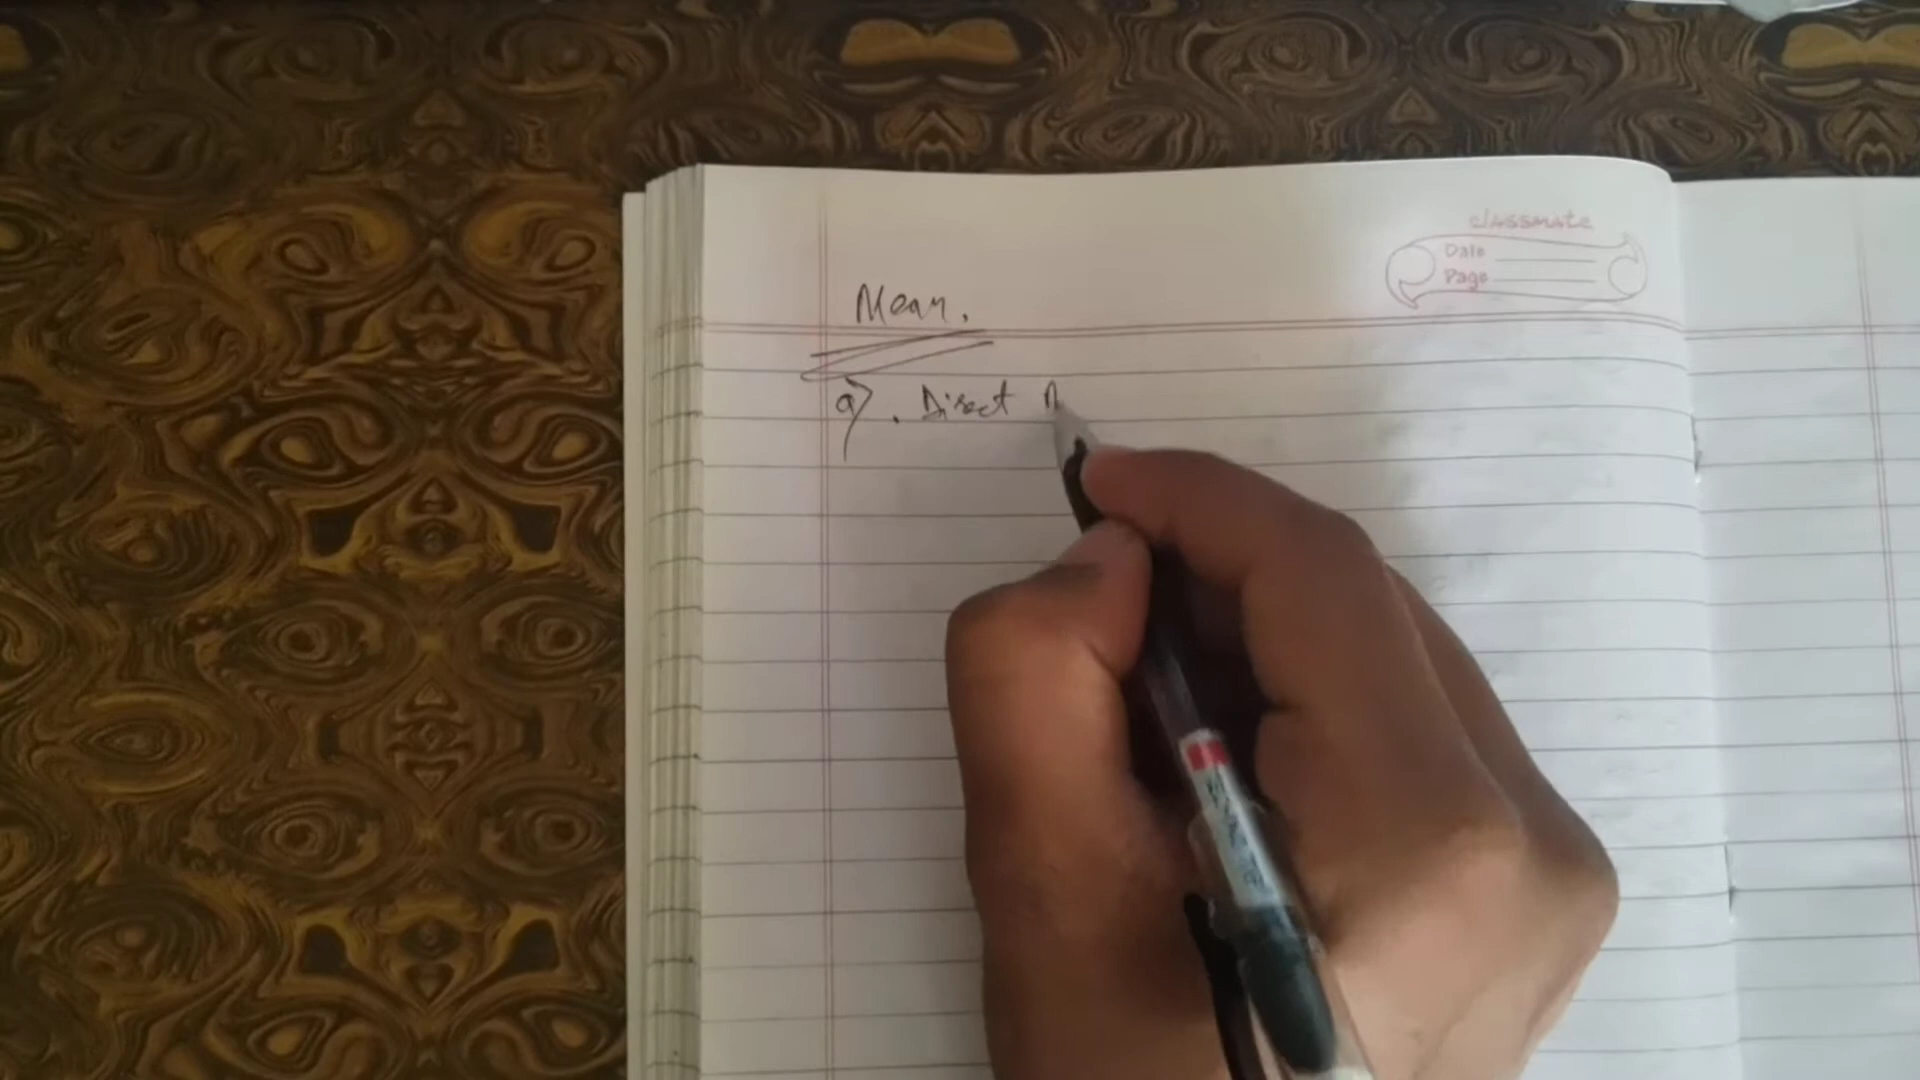 classmate
Date
Page
Mean.
a). Direct